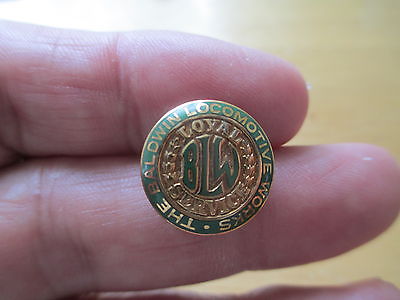 THE BALDWIN LOCOMOTIVE WORKS
LOYAL
BLW
SERVICE